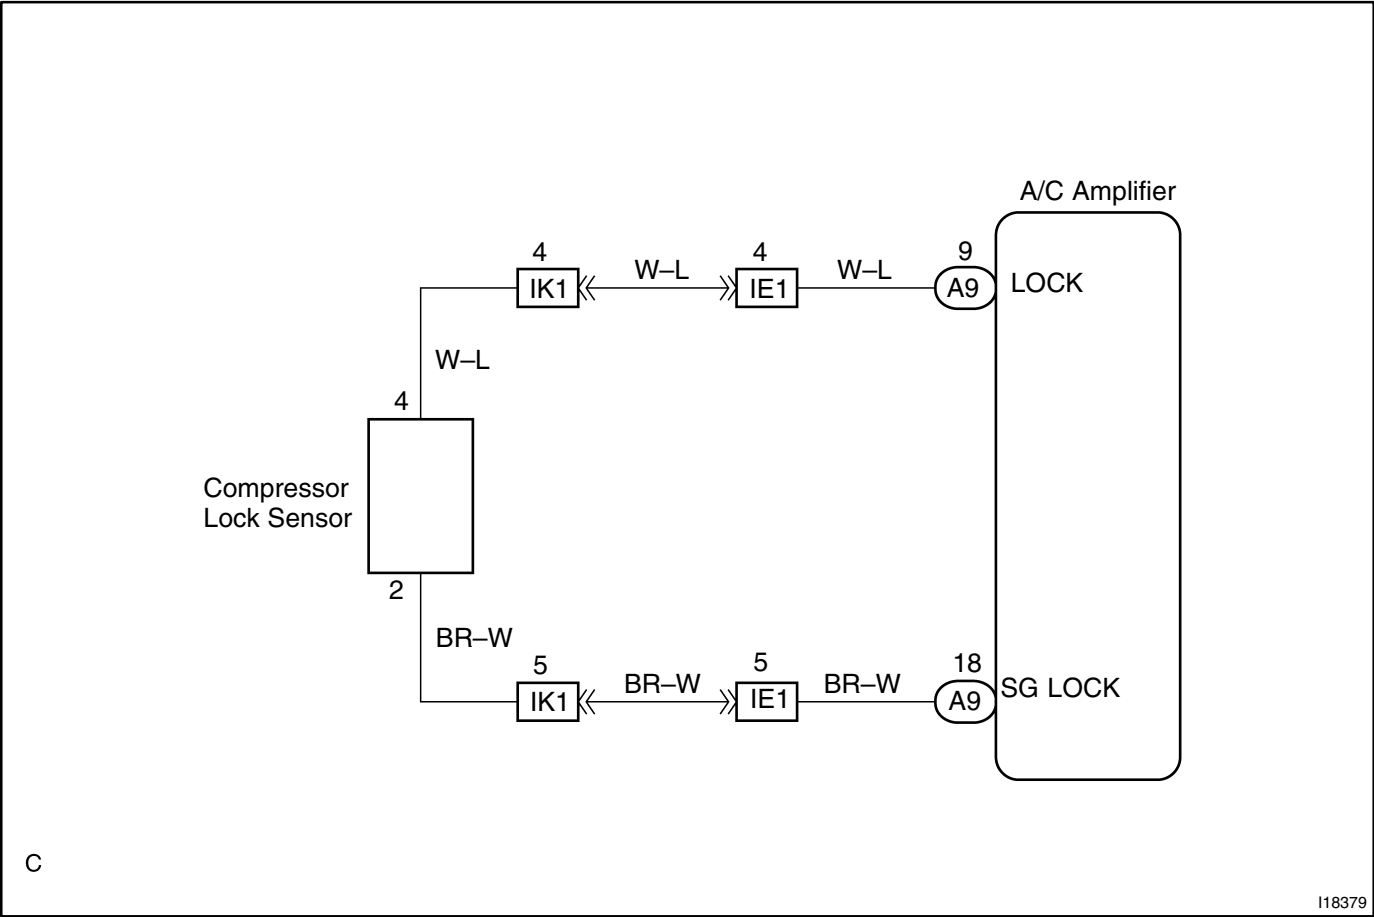 A/C Amplifier
4
4
9
IK1
W–L
IE1
W–L
A9
LOCK
W–L
4
Compressor
Lock Sensor
2
BR–W
5
5
18
IK1
BR–W
IE1
BR–W
A9
SG LOCK
C
I18379